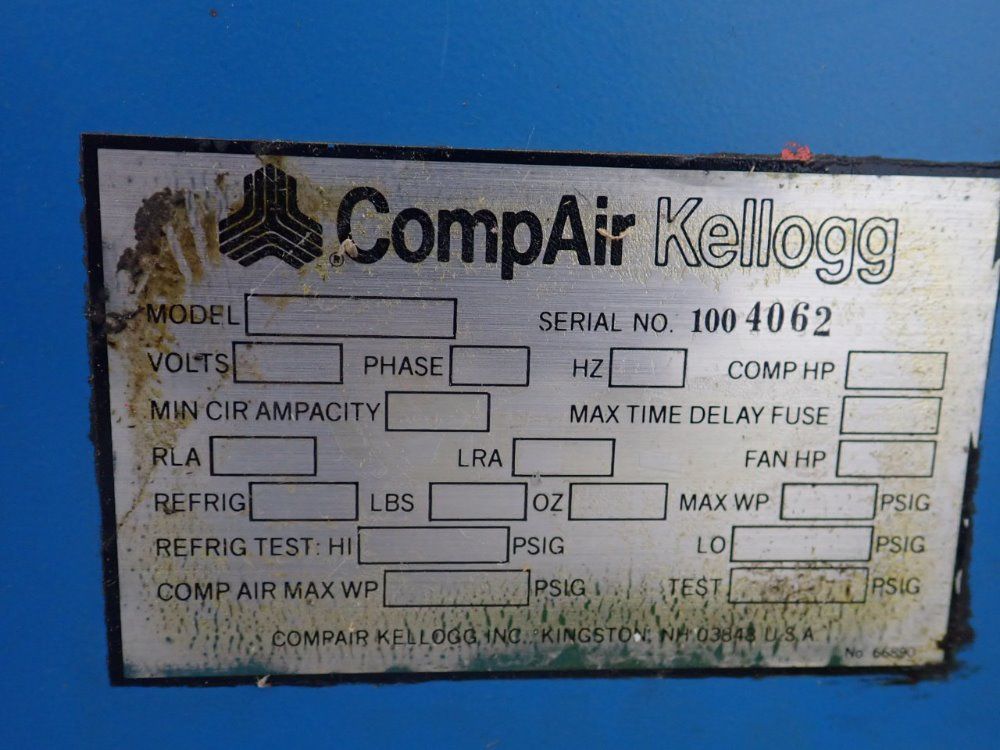 ® CompAir Kellogg
MODEL SERIAL NO. 1004062
VOLTS PHASE HZ COMP HP
MIN CIR AMPACITY MAX TIME DELAY FUSE
RLA LRA FAN HP
REFRIG LBS OZ MAX WP PSIG
REFRIG TEST: HI PSIG LO PSIG
COMP AIR MAX WP PSIG TEST PSIG
COMPAIR KELLOGG, INC. KINGSTON, NH 03848 U.S.A
No 66890